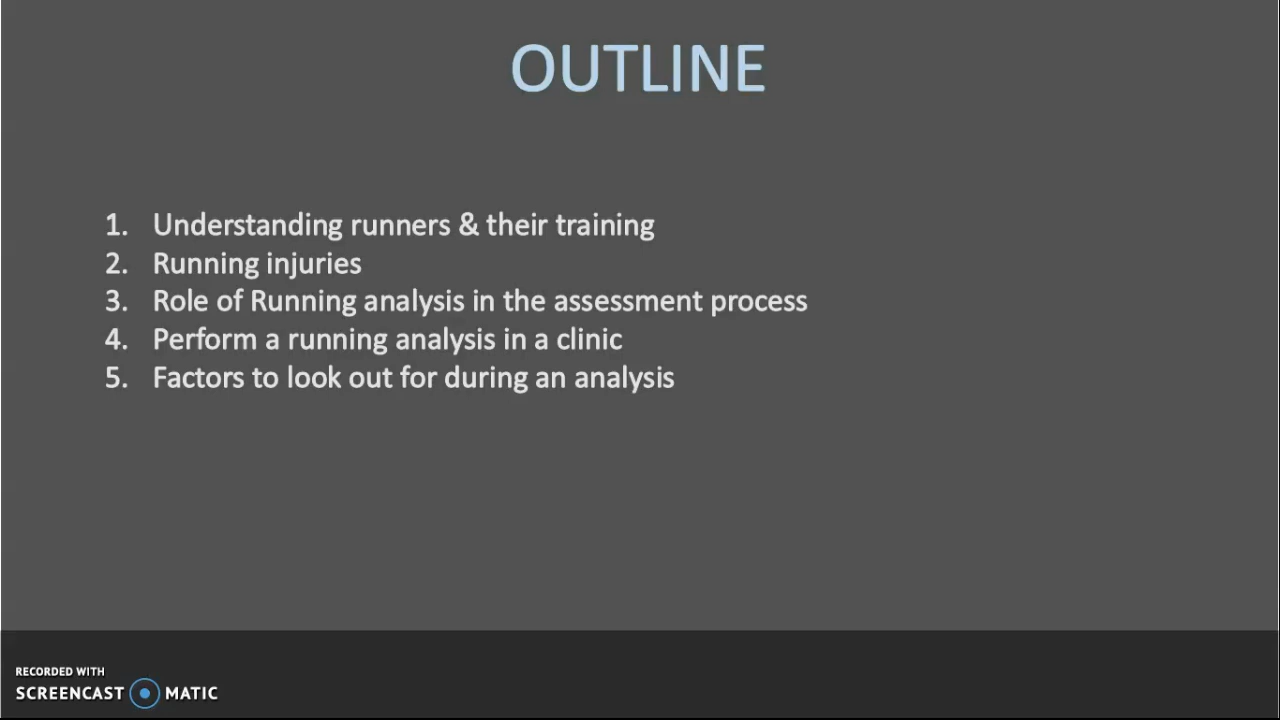 OUTLINE
1. Understanding runners & their training
2. Running injuries
3. Role of Running analysis in the assessment process
4. Perform a running analysis in a clinic
5. Factors to look out for during an analysis
RECORDED WITH
SCREENCAST MATIC